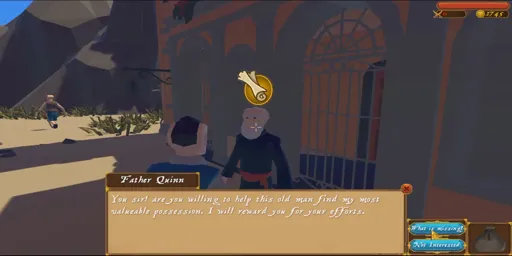 1745
Father Quinn
You sir! are you willing to help this old man find my most
valuable possession. I will reward you for your efforts.
What is missing?
Not Interested